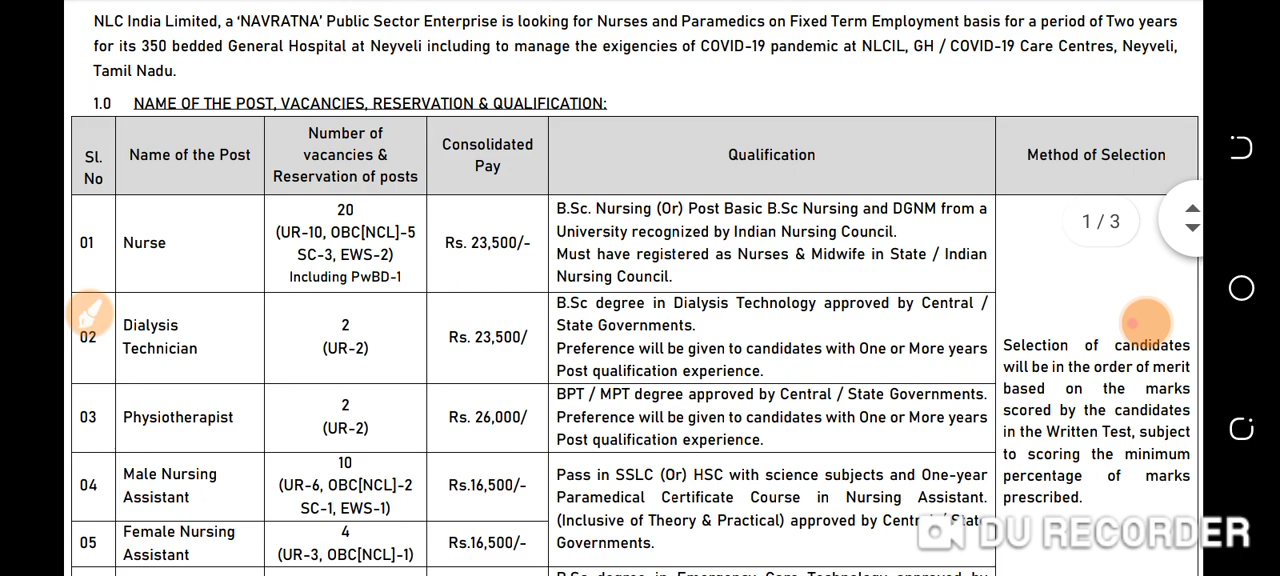 NLC India Limited, a ‘NAVRATNA’ Public Sector Enterprise is looking for Nurses and Paramedics on Fixed Term Employment basis for a period of Two years
for its 350 bedded General Hospital at Neyveli including to manage the exigencies of COVID-19 pandemic at NLCIL, GH / COVID-19 Care Centres, Neyveli,
Tamil Nadu.
1.0 NAME OF THE POST, VACANCIES, RESERVATION & QUALIFICATION:
Sl.
No
Name of the Post
Number of
vacancies &
Reservation of posts
Consolidated
Pay
Qualification
Method of Selection
01
Nurse
20
(UR-10, OBC[NCL]-5
SC-3, EWS-2)
Including PwBD-1
Rs. 23,500/-
B.Sc. Nursing (Or) Post Basic B.Sc Nursing and DGNM from a
University recognized by Indian Nursing Council.
Must have registered as Nurses & Midwife in State / Indian
Nursing Council.
1 / 3
02
Dialysis
Technician
2
(UR-2)
Rs. 23,500/
B.Sc degree in Dialysis Technology approved by Central /
State Governments.
Preference will be given to candidates with One or More years
Post qualification experience.
Selection of candidates
will be in the order of merit
based on the marks
scored by the candidates
in the Written Test, subject
to scoring the minimum
percentage of marks
prescribed.
03
Physiotherapist
2
(UR-2)
Rs. 26,000/
BPT / MPT degree approved by Central / State Governments.
Preference will be given to candidates with One or More years
Post qualification experience.
04
Male Nursing
Assistant
10
(UR-6, OBC[NCL]-2
SC-1, EWS-1)
Rs.16,500/-
Pass in SSLC (Or) HSC with science subjects and One-year
Paramedical Certificate Course in Nursing Assistant.
(Inclusive of Theory & Practical) approved by Central / State
Governments.
05
Female Nursing
Assistant
4
(UR-3, OBC[NCL]-1)
Rs.16,500/-
B.Sc degree in Emergency Care Technology approved by
DU RECORDER